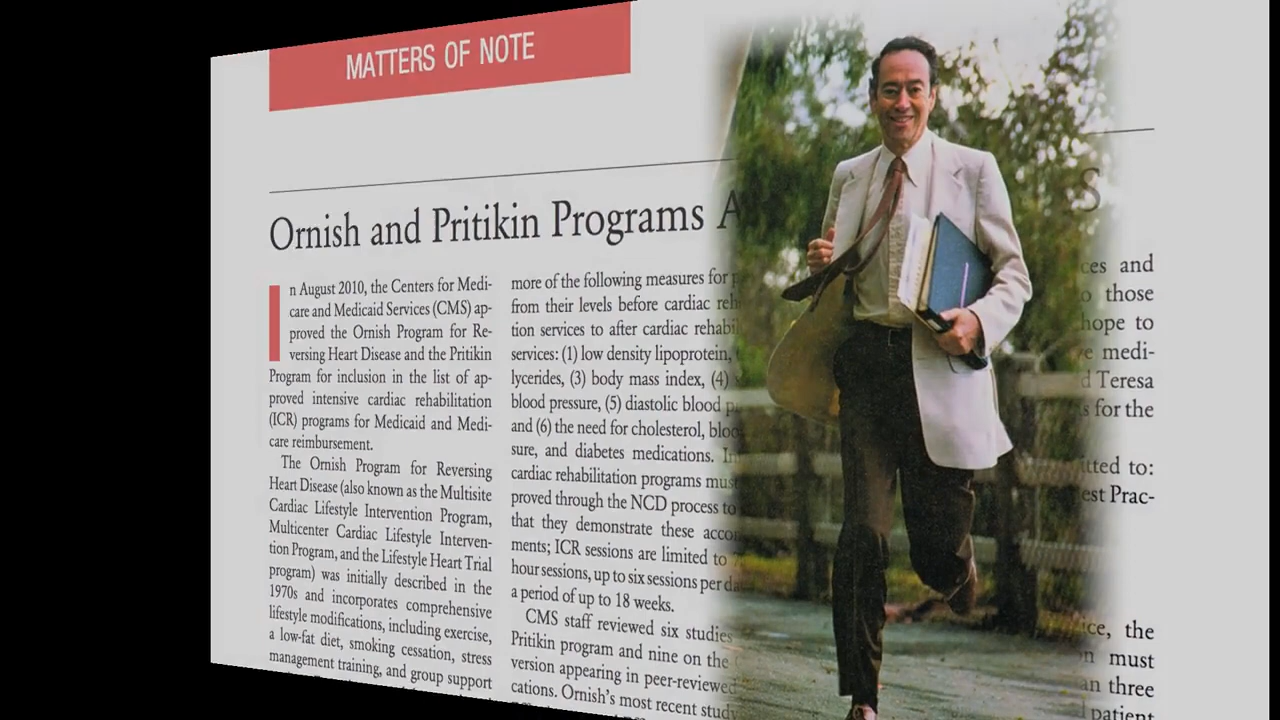 MATTERS OF NOTE
Ornish and Pritikin Programs
In August 2010, the Centers for Medi-
care and Medicaid Services (CMS) ap-
proved the Ornish Program for Re-
versing Heart Disease and the Pritikin
Program for inclusion in the list of ap-
proved intensive cardiac rehabilitation
(ICR) programs for Medicaid and Medi-
care reimbursement.
The Ornish Program for Reversing
Heart Disease (also known as the Multisite
Cardiac Lifestyle Intervention Program,
Multicenter Cardiac Lifestyle Interven-
tion Program, and the Lifestyle Heart Trial
program) was initially described in the
1970s and incorporates comprehensive
lifestyle modifications, including exercise,
a low-fat diet, smoking cessation, stress
management training, and group support
more of the following measures for
from their levels before cardiac reh
tion services to after cardiac rehabil
services: (1) low density lipoprotein,
lycerides, (3) body mass index, (4)
blood pressure, (5) diastolic blood
and (6) the need for cholesterol, bloo
sure, and diabetes medications. In
cardiac rehabilitation programs must
proved through the NCD process to
that they demonstrate these accom
ments; ICR sessions are limited to
hour sessions, up to six sessions per da
a period of up to 18 weeks.
CMS staff reviewed six studies
Pritikin program and nine on the
version appearing in peer-reviewed
cations. Ornish's most recent study
S
ces and
those
hope to
medi-
Teresa
for the
tted to:
est Prac-
ice, the
must
an three
patient